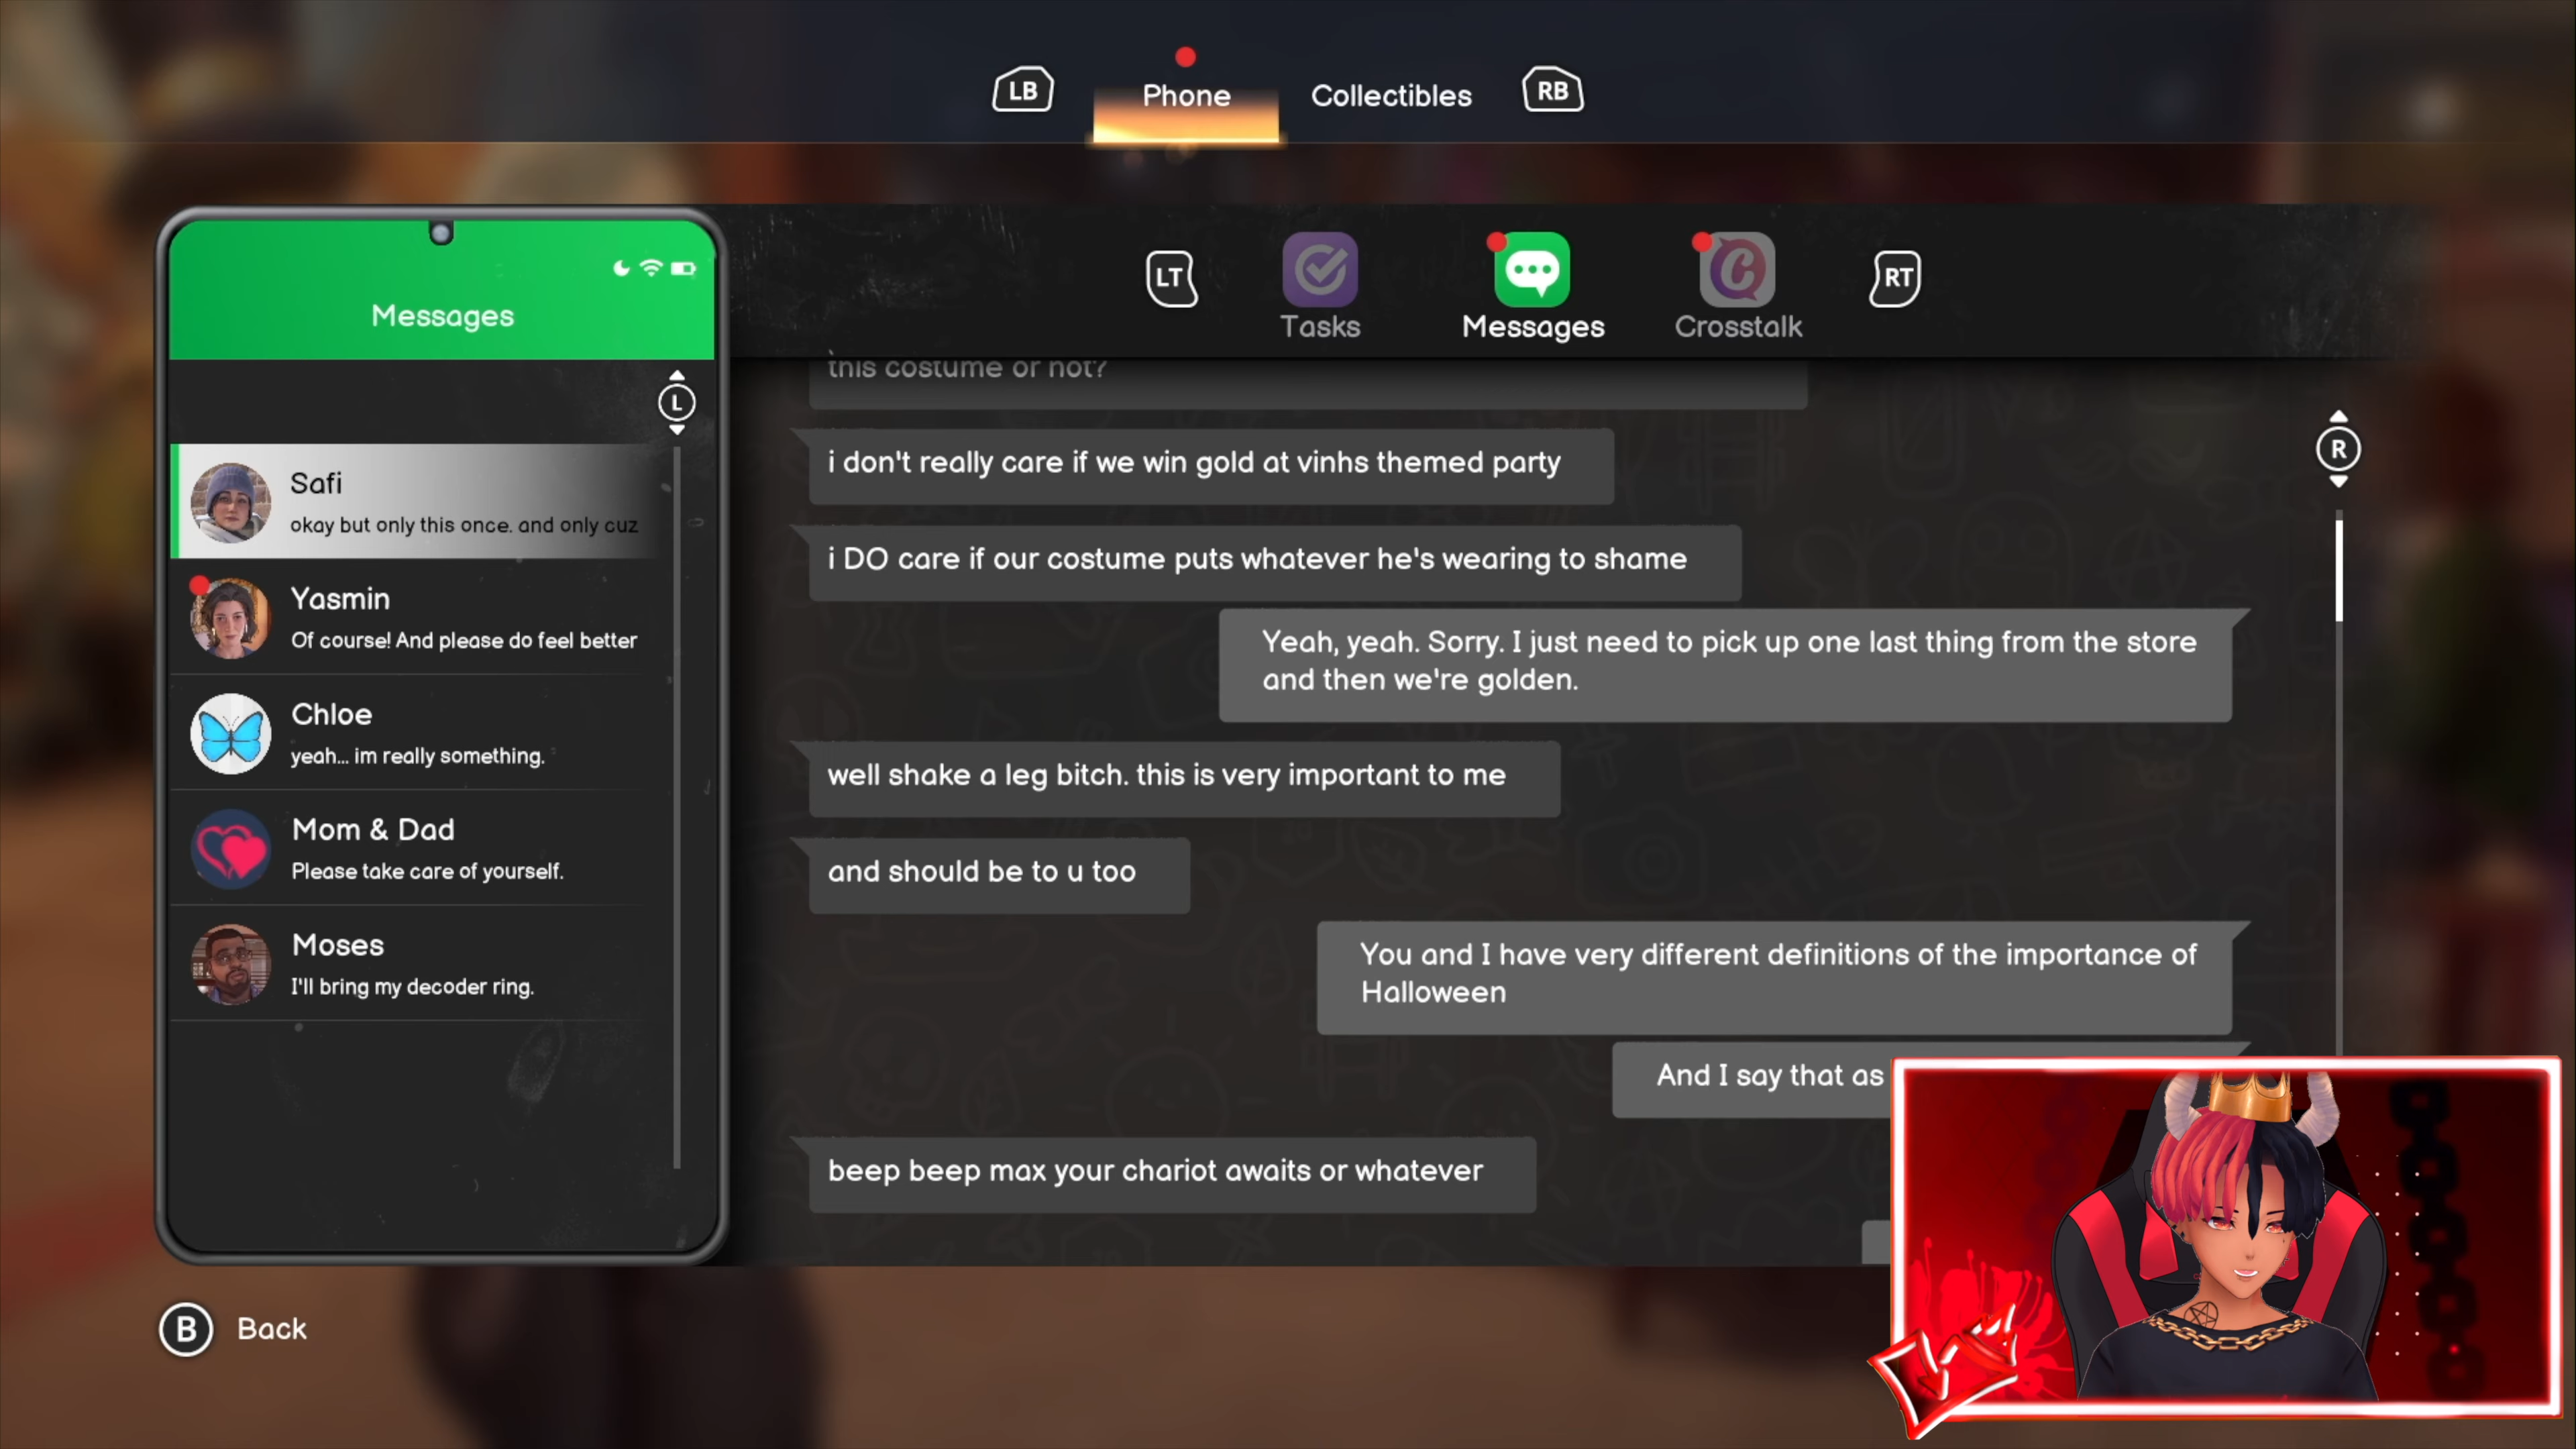 LB
Phone
Collectibles
RB
Messages
LT
Tasks
Messages
Crosstalk
RT
L
Safi
okay but only this once. and only cuz
Yasmin
Of course! And please do feel better
Chloe
yeah... im really something.
Mom & Dad
Please take care of yourself.
Moses
I'll bring my decoder ring.
this costume or not?
i don't really care if we win gold at vinhs themed party
i DO care if our costume puts whatever he's wearing to shame
Yeah, yeah. Sorry. I just need to pick up one last thing from the store
and then we're golden.
well shake a leg bitch. this is very important to me
and should be to u too
You and I have very different definitions of the importance of
Halloween
And I say that as
beep beep max your chariot awaits or whatever
R
B
Back